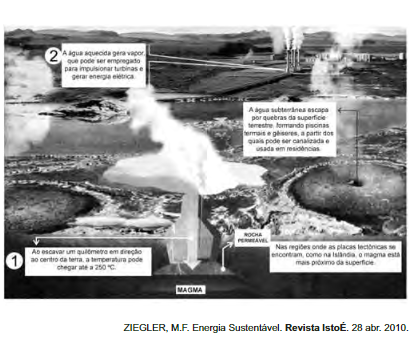 2
A água aquecida gera vapor,
que pode ser empregado
para impulsionar turbinas e
gerar energia elétrica.
A água subterrânea escapa
por quebras da superfície
terrestre, formando piscinas
termais e gêiseres, a partir dos
quais pode ser canalizada e
usada em residências.
1
Ao escavar um quilômetro em direção
ao centro da terra, a temperatura pode
chegar até a 250 ºC.
ROCHA
PERMEÁVEL
Nas regiões onde as placas tectônicas se
encontram, como na Islândia, o magma está
mais próximo da superfície.
MAGMA
ZIEGLER, M.F. Energia Sustentável. Revista IstoÉ. 28 abr. 2010.